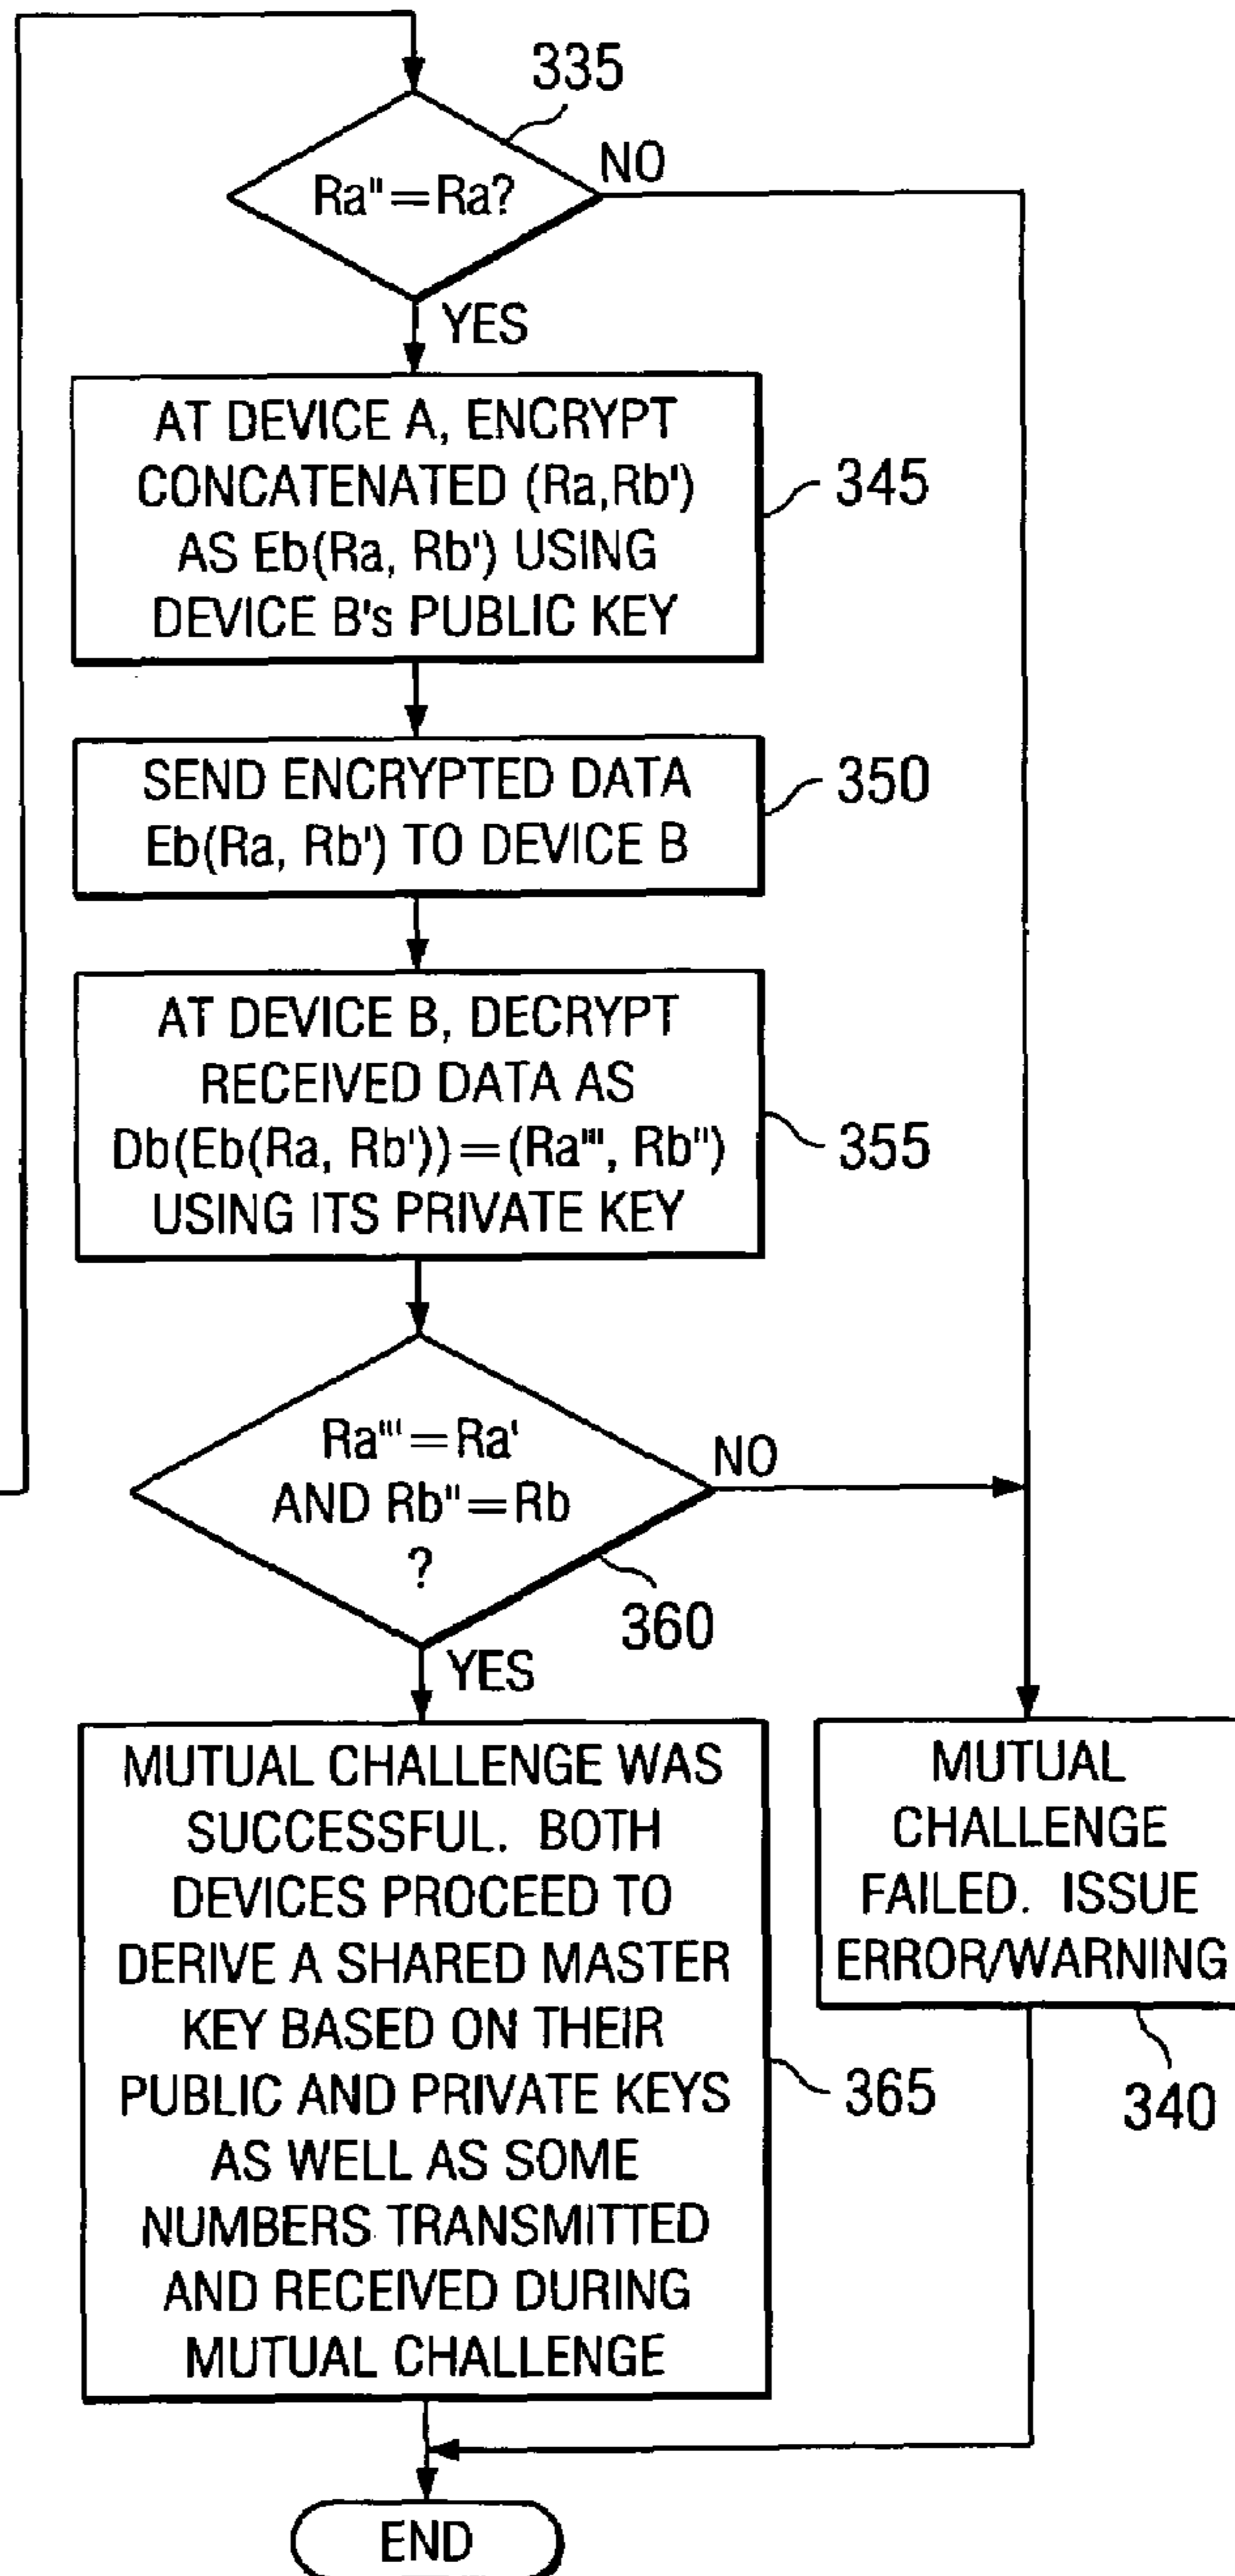 335
Ra"=Ra?
NO
YES
AT DEVICE A, ENCRYPT
CONCATENATED (Ra,Rb')
AS Eb(Ra, Rb') USING
DEVICE B's PUBLIC KEY
345
SEND ENCRYPTED DATA
Eb(Ra, Rb') TO DEVICE B
350
AT DEVICE B, DECRYPT
RECEIVED DATA AS
Db(Eb(Ra, Rb'))=(Ra"', Rb")
USING ITS PRIVATE KEY
355
Ra"'=Ra'
AND Rb"=Rb
?
NO
360
YES
MUTUAL CHALLENGE WAS
SUCCESSFUL. BOTH
DEVICES PROCEED TO
DERIVE A SHARED MASTER
KEY BASED ON THEIR
PUBLIC AND PRIVATE KEYS
AS WELL AS SOME
NUMBERS TRANSMITTED
AND RECEIVED DURING
MUTUAL CHALLENGE
365
MUTUAL
CHALLENGE
FAILED. ISSUE
ERROR/WARNING
340
END